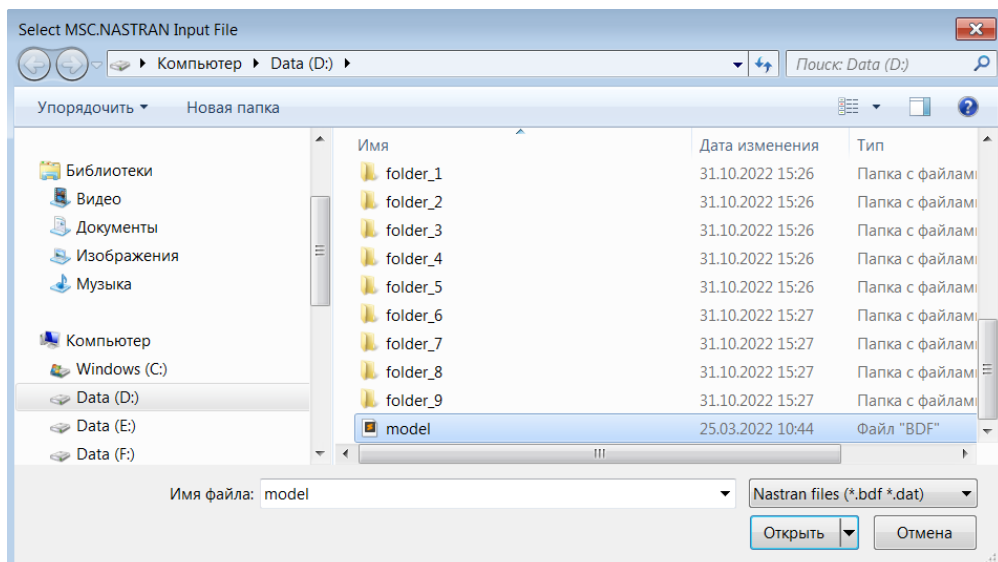 Select MSC.NASTRAN Input File
Компьютер Data (D:)
Поиск: Data (D:)
Упорядочить Новая папка
Имя Дата изменения Тип
Библиотеки
Видео
Документы
Изображения
Музыка
Компьютер
Windows (C:)
Data (D:)
Data (E:)
Data (F:)
folder_1 31.10.2022 15:26 Папка с файлами
folder_2 31.10.2022 15:26 Папка с файлами
folder_3 31.10.2022 15:26 Папка с файлами
folder_4 31.10.2022 15:26 Папка с файлами
folder_5 31.10.2022 15:26 Папка с файлами
folder_6 31.10.2022 15:27 Папка с файлами
folder_7 31.10.2022 15:27 Папка с файлами
folder_8 31.10.2022 15:27 Папка с файлами
folder_9 31.10.2022 15:27 Папка с файлами
model 25.03.2022 10:44 Файл "BDF"
Имя файла: model Nastran files (*.bdf *.dat)
Открыть Отмена